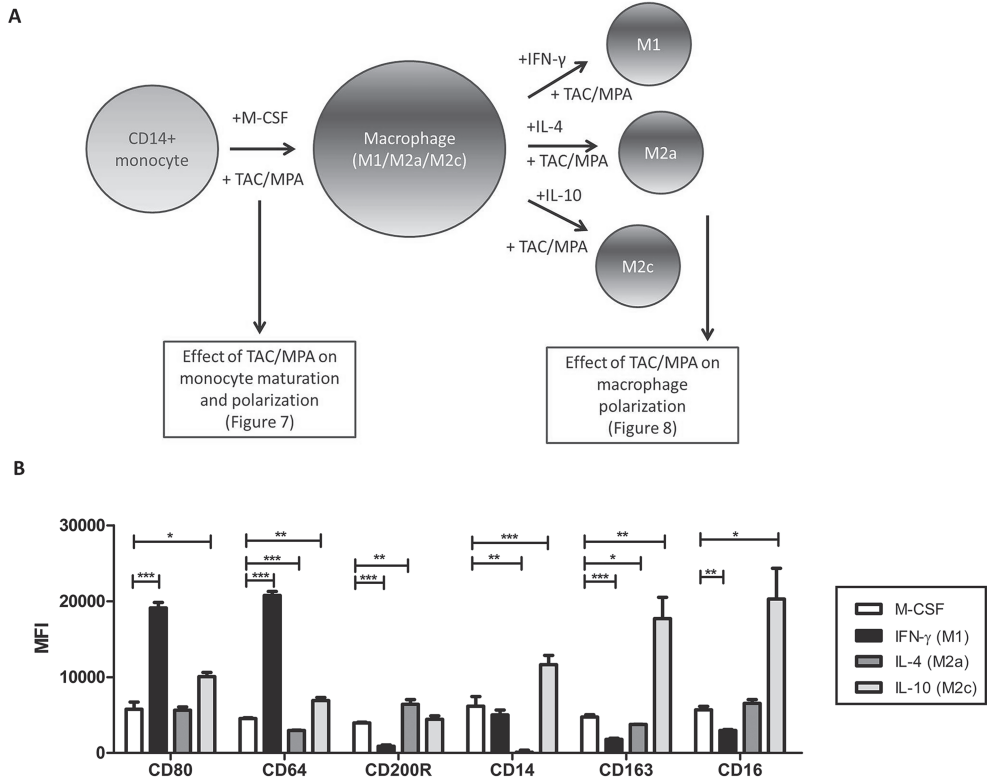 A
CD14+
monocyte
+M-CSF
+ TAC/MPA
Macrophage
(M1/M2a/M2c)
+IFN-γ
+ TAC/MPA
M1
+IL-4
+ TAC/MPA
M2a
+IL-10
+ TAC/MPA
M2c
Effect of TAC/MPA on
monocyte maturation
and polarization
(Figure 7)
Effect of TAC/MPA on
macrophage
polarization
(Figure 8)
B
MFI
30000
20000
10000
0
* ** *** ** * 
*** ** ** *
*** *** *** *** **
CD80 CD64 CD200R CD14 CD163 CD16
M-CSF
IFN-γ (M1)
IL-4 (M2a)
IL-10 (M2c)